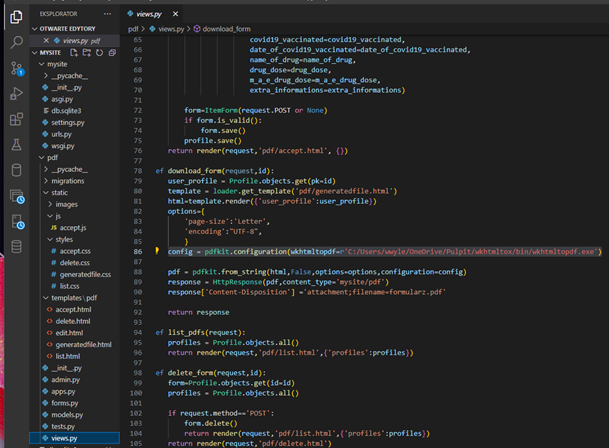 EKSPLORATOR
OTWARTE EDYTORY
views.py pdf
MYSITE
mysite
__pycache__
__init__.py
asgi.py
db.sqlite3
settings.py
urls.py
wsgi.py
pdf
__pycache__
migrations
static
images
js
accept.js
styles
accept.css
delete.css
generatedfile.css
list.css
templates \ pdf
accept.html
delete.html
edit.html
generatedfile.html
list.html
__init__.py
admin.py
apps.py
forms.py
models.py
tests.py
views.py
views.py
pdf > views.py > download_form
65 covid19_vaccinated=covid19_vaccinated,
66 date_of_covid19_vaccinated=date_of_covid19_vaccinated,
67 name_of_drug=name_of_drug,
68 drug_dose=drug_dose,
69 m_a_e_drug_dose=m_a_e_drug_dose,
70 extra_informations=extra_informations)
71
72 form=ItemForm(request.POST or None)
73 if form.is_valid():
74 form.save()
75 profile.save()
76 return render(request,'pdf/accept.html', {})
77
78 ef download_form(request,id):
79 user_profile = Profile.objects.get(pk=id)
80 template = loader.get_template('pdf/generatedfile.html')
81 html=template.render({'user_profile':user_profile})
82 options={
83 'page-size':'Letter',
84 'encoding':"UTF-8",
85 }
86 config = pdfkit.configuration(wkhtmltopdf=r'C:/Users/wwyle/OneDrive/Pulpit/wkhtmltox/bin/wkhtmltopdf.exe')
87
88 pdf = pdfkit.from_string(html,False,options=options,configuration=config)
89 response = HttpResponse(pdf,content_type='mysite/pdf')
90 response['Content-Disposition'] ='attachment;filename=formularz.pdf'
91
92 return response
93
94 ef list_pdfs(request):
95 profiles = Profile.objects.all()
96 return render(request,'pdf/list.html',{'profiles':profiles})
97
98 ef delete_form(request,id):
99 form=Profile.objects.get(id=id)
100 profiles = Profile.objects.all()
101
102 if request.method=='POST':
103 form.delete()
104 return render(request,'pdf/list.html',{'profiles':profiles})
105 return render(request,'pdf/delete.html')